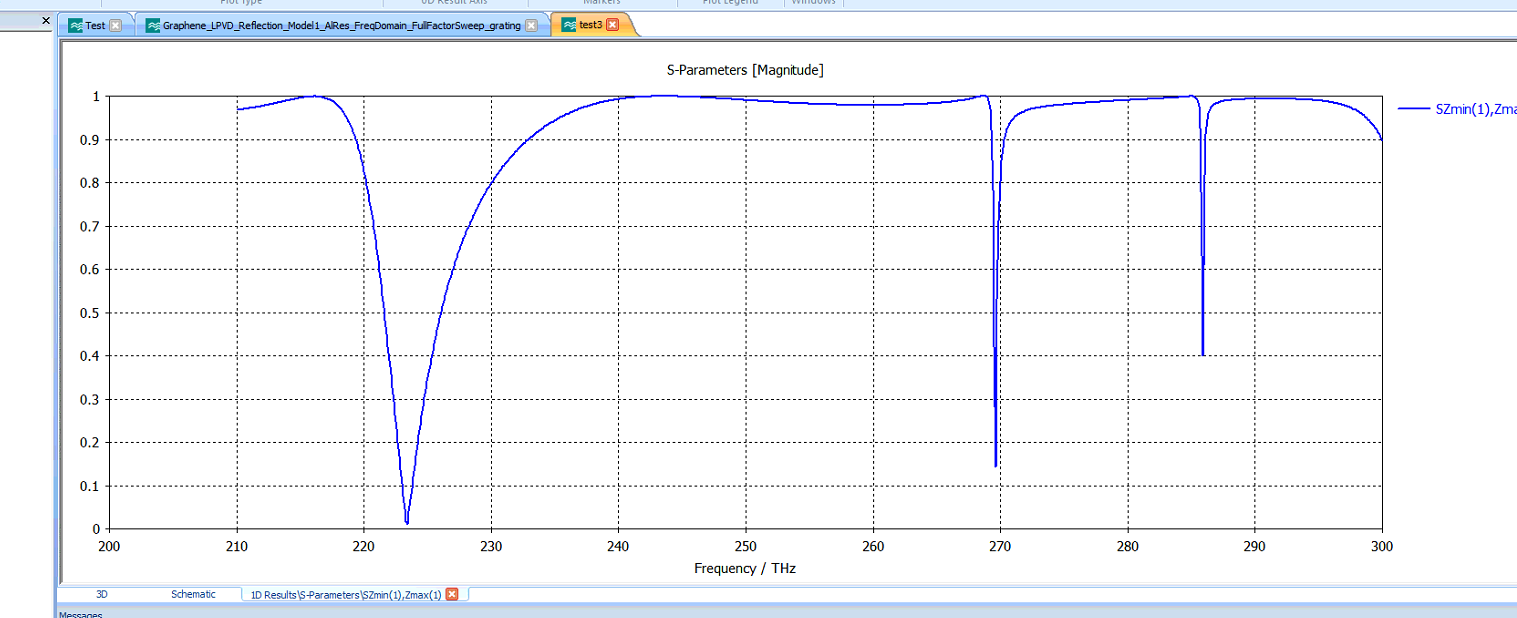 Plot Type 0D Result Axis Markers Plot Legend Windows
Test Graphene_LPVD_Reflection_Model1_AlRes_FreqDomain_FullFactorSweep_grating test3
S-Parameters [Magnitude]
SZmin(1),Zma
1
0.9
0.8
0.7
0.6
0.5
0.4
0.3
0.2
0.1
0
200 210 220 230 240 250 260 270 280 290 300
Frequency / THz
3D Schematic 1D Results\S-Parameters\SZmin(1),Zmax(1)
Messages